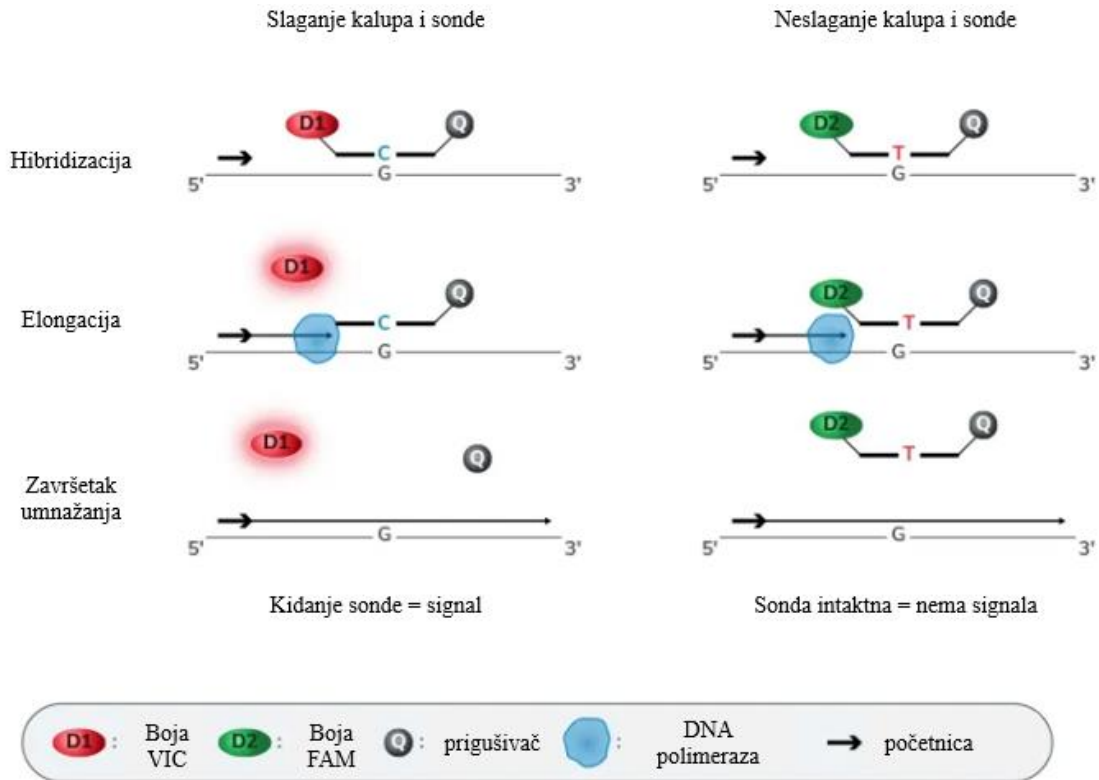 Slaganje kalupa i sonde
Neslaganje kalupa i sonde
Hibridizacija
D1
Q
C
G
5'
3'
D2
Q
T
G
5'
3'
Elongacija
D1
Q
C
G
5'
3'
D2
Q
T
G
5'
3'
Završetak
umnažanja
D1
Q
G
5'
3'
D2
Q
T
G
5'
3'
Kidanje sonde = signal
Sonda intaktna = nema signala
D1 : Boja
VIC
D2 : Boja
FAM
Q : prigušivač
: DNA
polimeraza
početnica